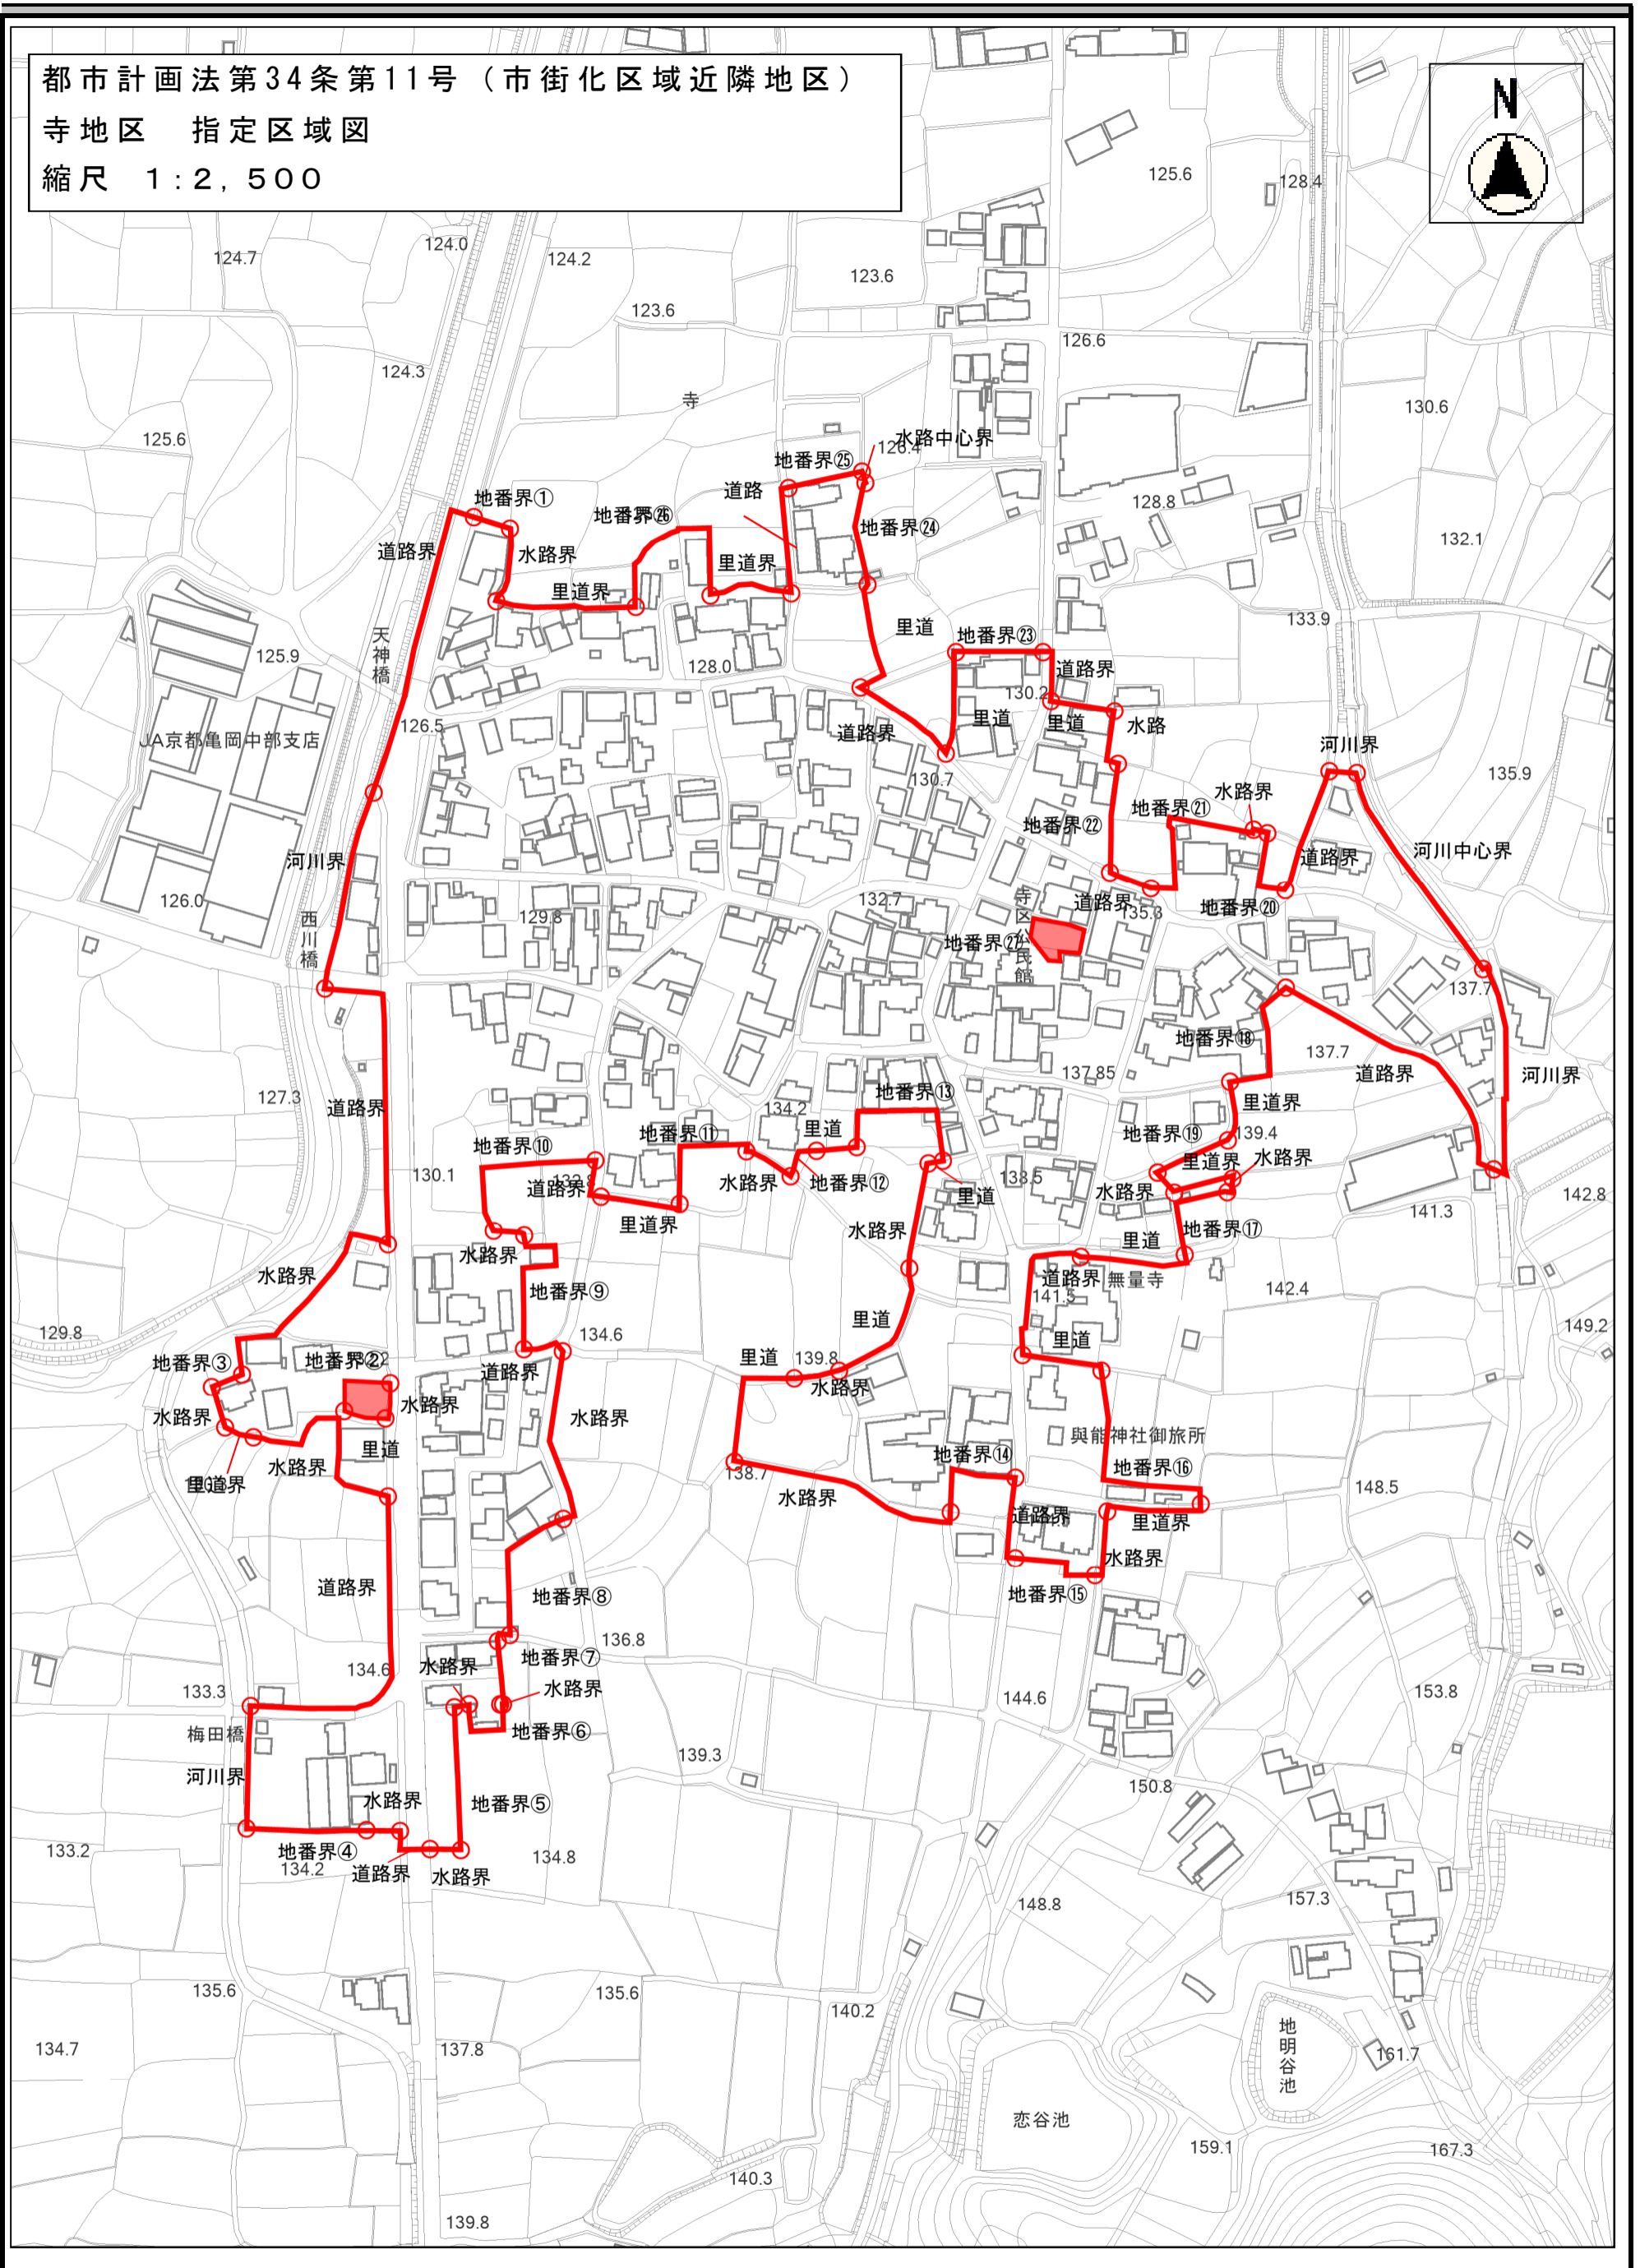 都市計画法第34条第11号（市街化区域近隣地区）
寺地区　指定区域図
縮尺　1:2,500
N
125.6
128.4
124.0
124.7
124.2
123.6
123.6
126.6
124.3
寺
130.6
125.6
水路中心界
126.4
地番界㉕
道路
地番界①
128.8
地番界㉖
地番界㉔
132.1
道路界
水路界
里道界
里道界
133.9
里道
天神橋
地番界㉓
125.9
128.0
道路界
130.2
126.5
里道
里道
水路
道路界
JA京都亀岡中部支店
河川界
130.7
135.9
水路界
地番界㉑
地番界㉒
河川中心界
河川界
道路界
126.0
132.7
寺区公民館
道路界
135.3
地番界⑳
129.8
西川橋
地番界㉗
137.7
地番界⑱
137.7
137.85
道路界
河川界
127.3
地番界⑬
里道界
道路界
134.2
里道
地番界⑲
139.4
地番界⑩
地番界⑪
水路界
里道界
130.1
138.5
道路界
水路界
地番界⑫
里道
水路界
142.8
里道界
141.3
地番界⑰
水路界
水路界
里道
水路界
道路界
無量寺
地番界⑨
141.5
142.4
里道
129.8
134.6
149.2
里道
地番界③
地番界②
道路界
里道
139.8
水路界
水路界
水路界
水路界
里道
與能神社御旅所
水路界
地番界⑭
地番界⑯
138.7
里道界
水路界
148.5
道路界
里道界
水路界
道路界
地番界⑧
地番界⑮
136.8
地番界⑦
水路界
134.6
133.3
水路界
144.6
153.8
梅田橋
地番界⑥
139.3
河川界
150.8
水路界
地番界⑤
133.2
地番界④
134.2
道路界
水路界
134.8
157.3
148.8
135.6
135.6
140.2
134.7
137.8
地明谷池
161.7
恋谷池
159.1
167.3
140.3
139.8